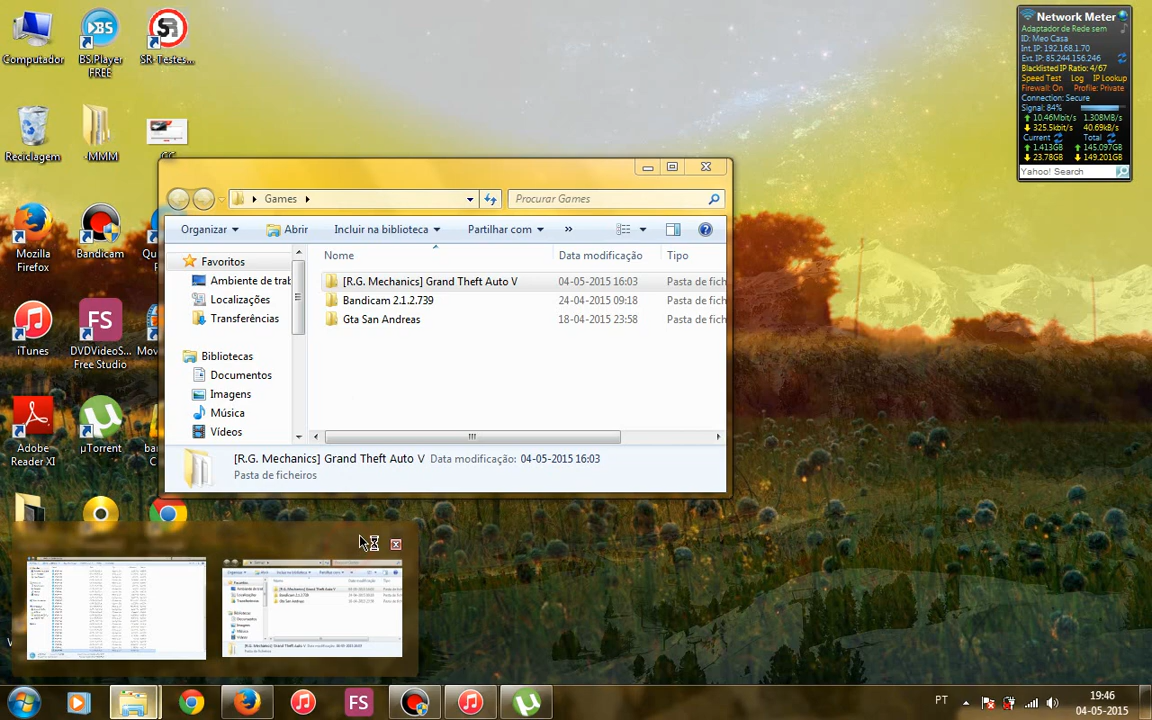 Computador
BS.Player
FREE
SR-Testes...
Reciclagem
-MMM
Mozilla
Firefox
Bandicam
iTunes
DVDVideoS...
Free Studio
Adobe
Reader XI
µTorrent
Network Meter
Adaptador de Rede sem
ID: Meo Casa
Int. IP: 192.168.1.70
Ext. IP: 85.244.156.246
Blacklisted IP Ratio: 4/67
Speed Test Log IP Lookup
Firewall: On Profile: Private
Connection: Secure
Signal: 84%
10.46Mbit/s 1.308MB/s
325.5kbit/s 40.69kB/s
Current Total
1.413GB 145.097GB
23.78GB 149.201GB
Yahoo! Search
Games
Procurar Games
Organizar Abrir Incluir na biblioteca Partilhar com »
Nome Data modificação Tipo
Favoritos
Ambiente de trab
Localizações
Transferências
Bibliotecas
Documentos
Imagens
Música
Vídeos
[R.G. Mechanics] Grand Theft Auto V 04-05-2015 16:03 Pasta de fich
Bandicam 2.1.2.739 24-04-2015 09:18 Pasta de fich
Gta San Andreas 18-04-2015 23:58 Pasta de fich
[R.G. Mechanics] Grand Theft Auto V Data modificação: 04-05-2015 16:03
Pasta de ficheiros
FS
PT
19:46
04-05-2015